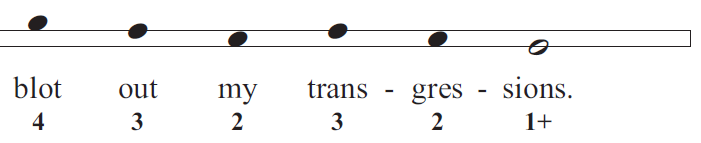 blot out my trans - gres - sions.
4 3 2 3 2 1+